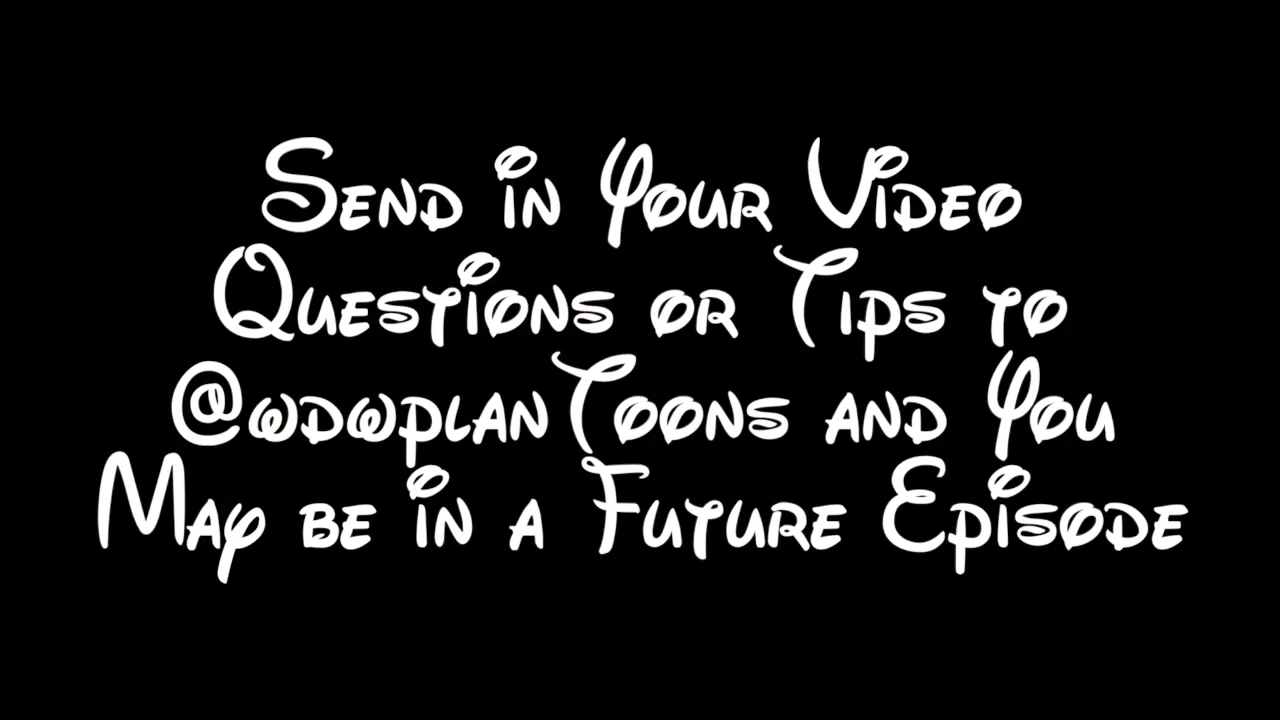 Send in Your Video
Questions or Tips to
@wdwplanToons and You
May be in a Future Episode